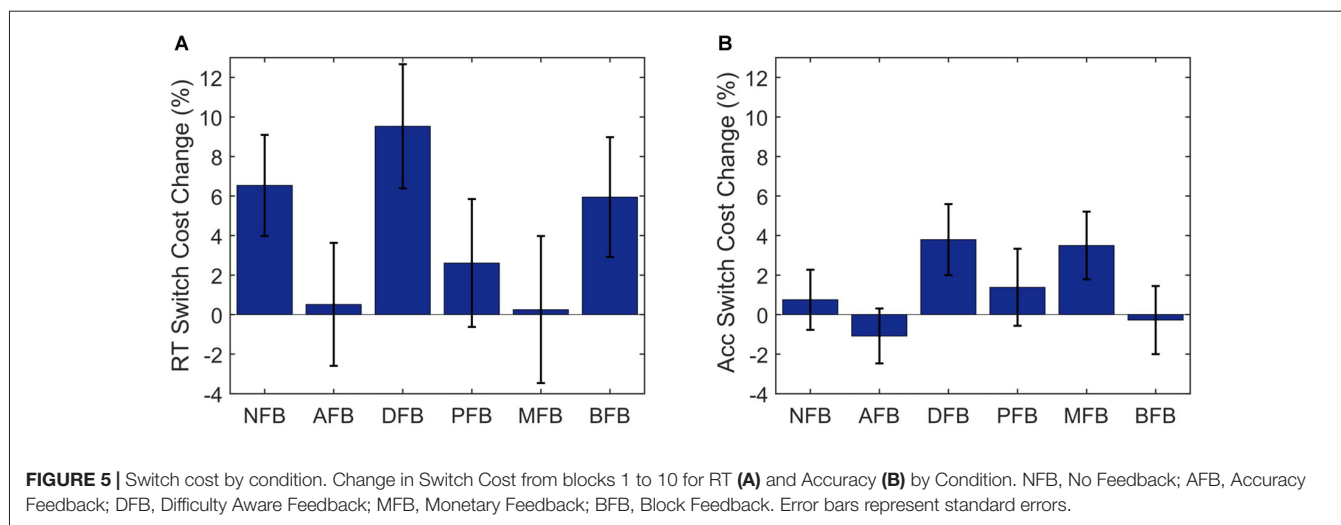 A
B
RT Switch Cost Change (%)
12
10
8
6
4
2
0
-2
-4
NFB AFB DFB PFB MFB BFB
Acc Switch Cost Change (%)
12
10
8
6
4
2
0
-2
-4
NFB AFB DFB PFB MFB BFB
FIGURE 5 | Switch cost by condition. Change in Switch Cost from blocks 1 to 10 for RT (A) and Accuracy (B) by Condition. NFB, No Feedback; AFB, Accuracy
Feedback; DFB, Difficulty Aware Feedback; MFB, Monetary Feedback; BFB, Block Feedback. Error bars represent standard errors.